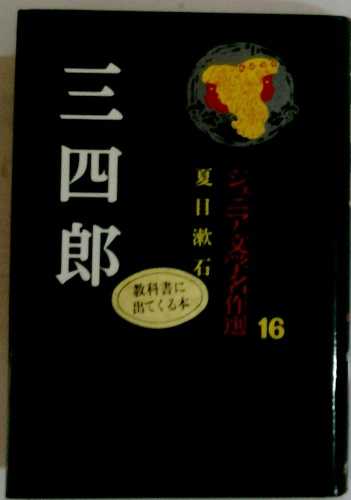 三四郎
夏目漱石
ジュニア文学名作選
16
教科書に
出てくる本